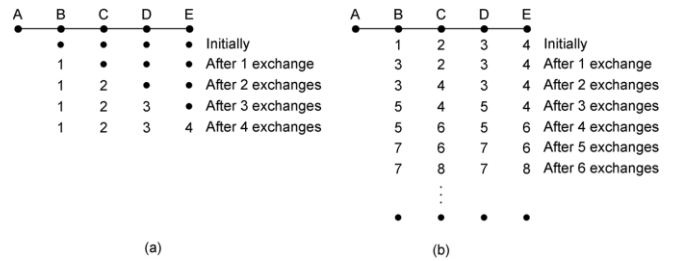 A B C D E
Initially
1 After 1 exchange
1 2 After 2 exchanges
1 2 3 After 3 exchanges
1 2 3 4 After 4 exchanges
(a)
A B C D E
1 2 3 4 Initially
3 2 3 4 After 1 exchange
3 4 3 4 After 2 exchanges
5 4 5 4 After 3 exchanges
5 6 5 6 After 4 exchanges
7 6 7 6 After 5 exchanges
7 8 7 8 After 6 exchanges
(b)